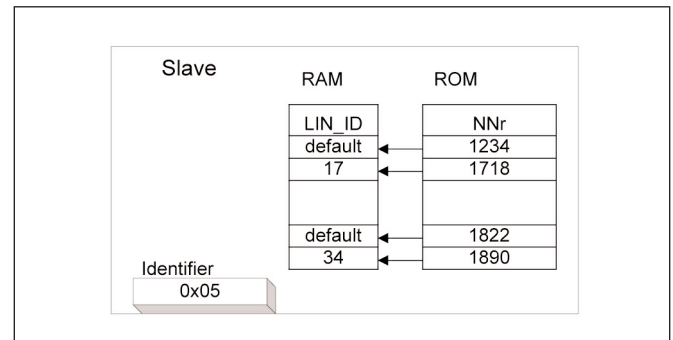 Slave
RAM ROM
LIN_ID NNr
default 1234
17 1718
default 1822
34 1890
Identifier
0x05